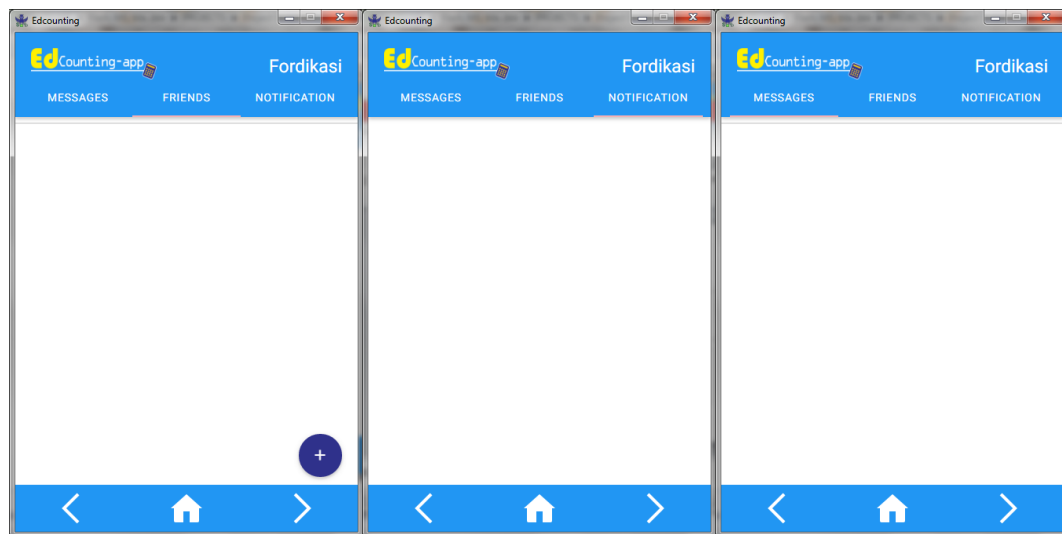 Edcounting
EdCounting-app
Fordikasi
MESSAGES FRIENDS NOTIFICATION
+
Edcounting
EdCounting-app
Fordikasi
MESSAGES FRIENDS NOTIFICATION
Edcounting
EdCounting-app
Fordikasi
MESSAGES FRIENDS NOTIFICATION